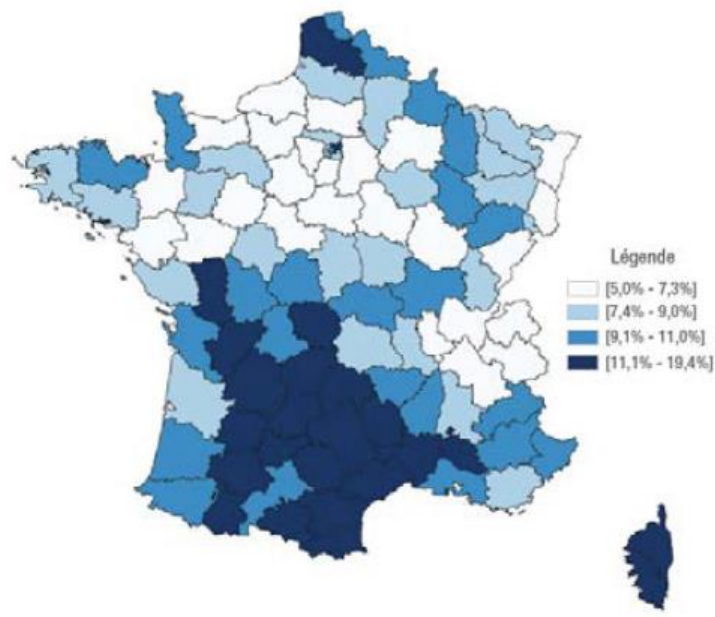 Légende
[5,0% - 7,3%]
[7,4% - 9,0%]
[9,1% - 11,0%]
[11,1% - 19,4%]